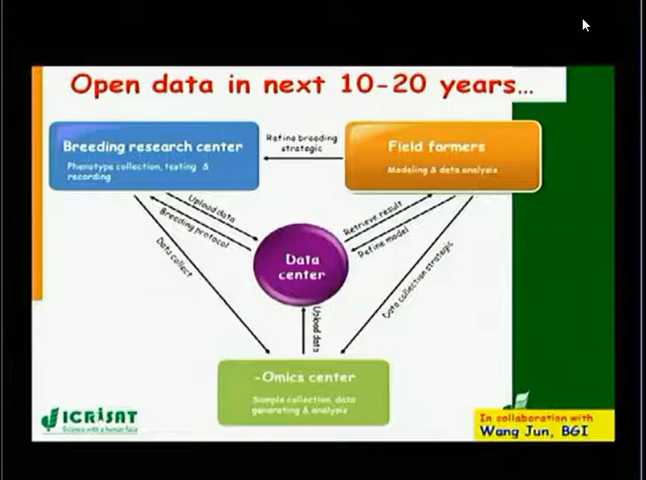 Open data in next 10-20 years...
Breeding research center
Phenotype collection, testing &
recording
Refine breeding
strategic
Field farmers
Modeling & data analysis
Upload data
Breeding protocol
Data collect
Retrieve result
Refine model
Data collection strategic
Data
center
Upload data
-Omics center
Sample collection, data
generating & analysis
ICRISAT
Science with a human face
In collaboration with
Wang Jun, BGI